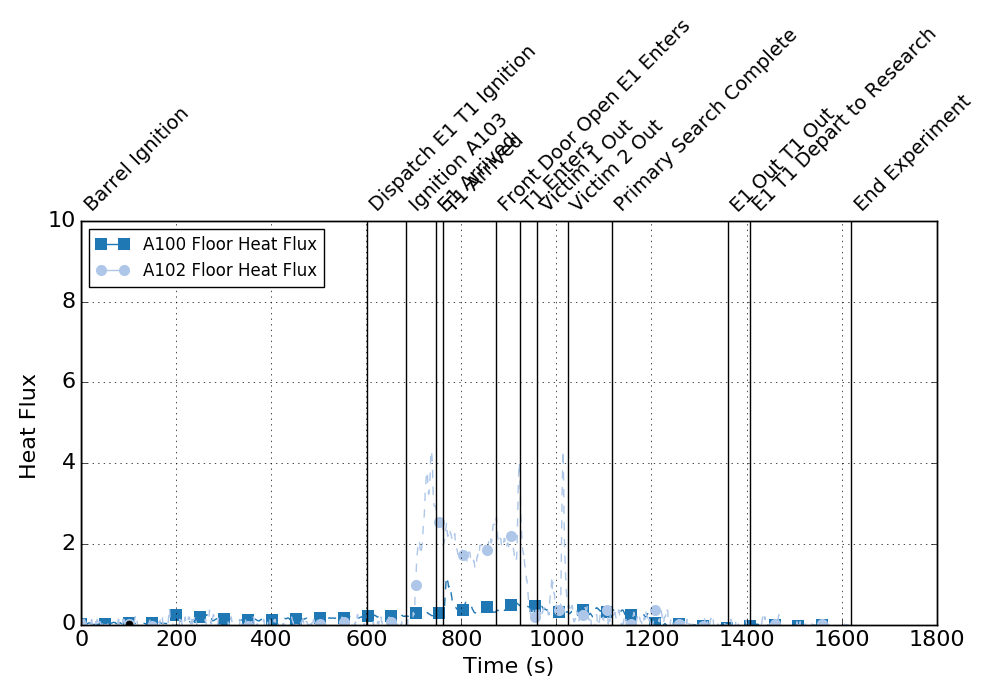 Barrel Ignition
Dispatch E1 T1 Ignition
Ignition A103
E1 Arrived
T1 Arrived
Front Door Open E1 Enters
T1 Enters
Victim 1 Out
Victim 2 Out
Primary Search Complete
E1 Out T1 Out
E1 T1 Depart to Research
End Experiment
10
8
6
4
2
0
Heat Flux
A100 Floor Heat Flux
A102 Floor Heat Flux
0 200 400 600 800 1000 1200 1400 1600 1800
Time (s)